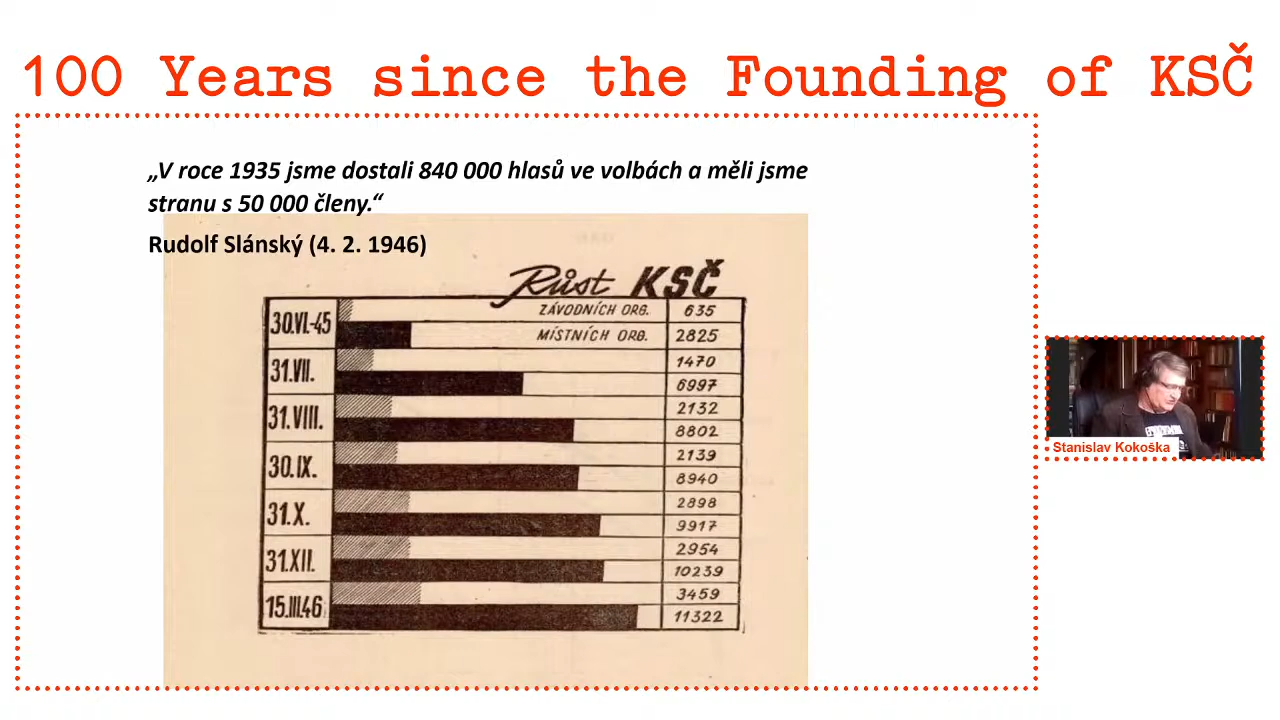 100 Years since the Founding of KSČ
„V roce 1935 jsme dostali 840 000 hlasů ve volbách a měli jsme
stranu s 50 000 členy.“
Rudolf Slánský (4. 2. 1946)
Růst KSČ
30.VI.-45 ZÁVODNÍCH ORG. 635
MÍSTNÍCH ORG. 2825
31.VII. 1470
6997
31.VIII. 2132
8802
30.IX. 2139
8940
31.X. 2898
9917
31.XII. 2954
10239
15.III.46 3459
11322
Stanislav Kokoška